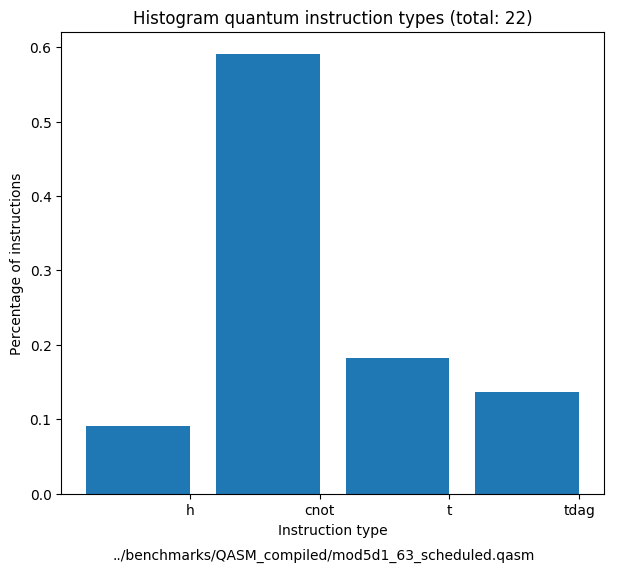 Histogram quantum instruction types (total: 22)
Percentage of instructions
0.6
0.5
0.4
0.3
0.2
0.1
0.0
h cnot t tdag
Instruction type
../benchmarks/QASM_compiled/mod5d1_63_scheduled.qasm